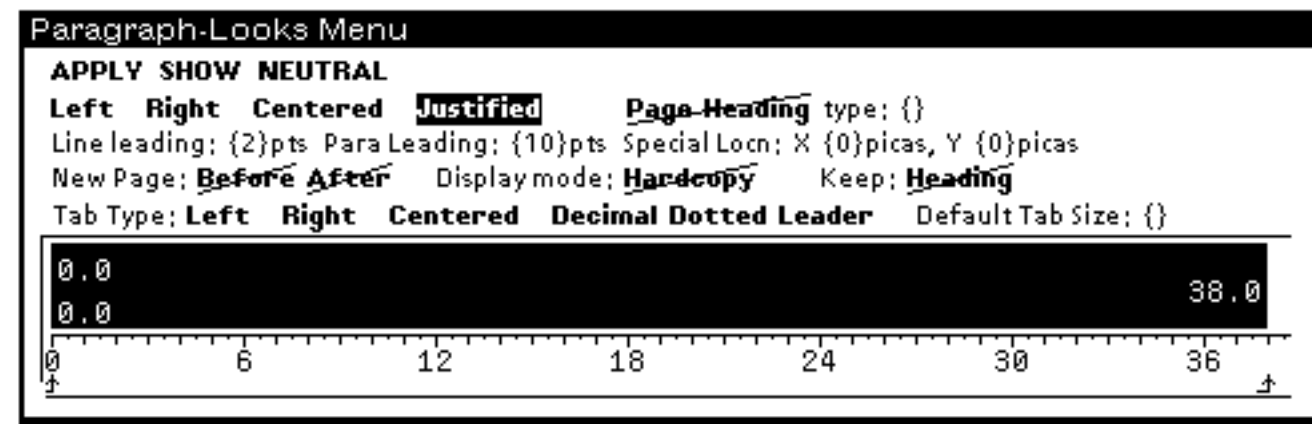 Paragraph-Looks Menu
APPLY SHOW NEUTRAL
Left Right Centered Justified Page Heading type: {}
Line leading: {2}pts Para Leading: {10}pts Special Locn: X {0}picas, Y {0}picas
New Page: Before After Display mode: Hardcopy Keep: Heading
Tab Type: Left Right Centered Decimal Dotted Leader Default Tab Size: {}
0.0
38.0
0.0
0 6 12 18 24 30 36